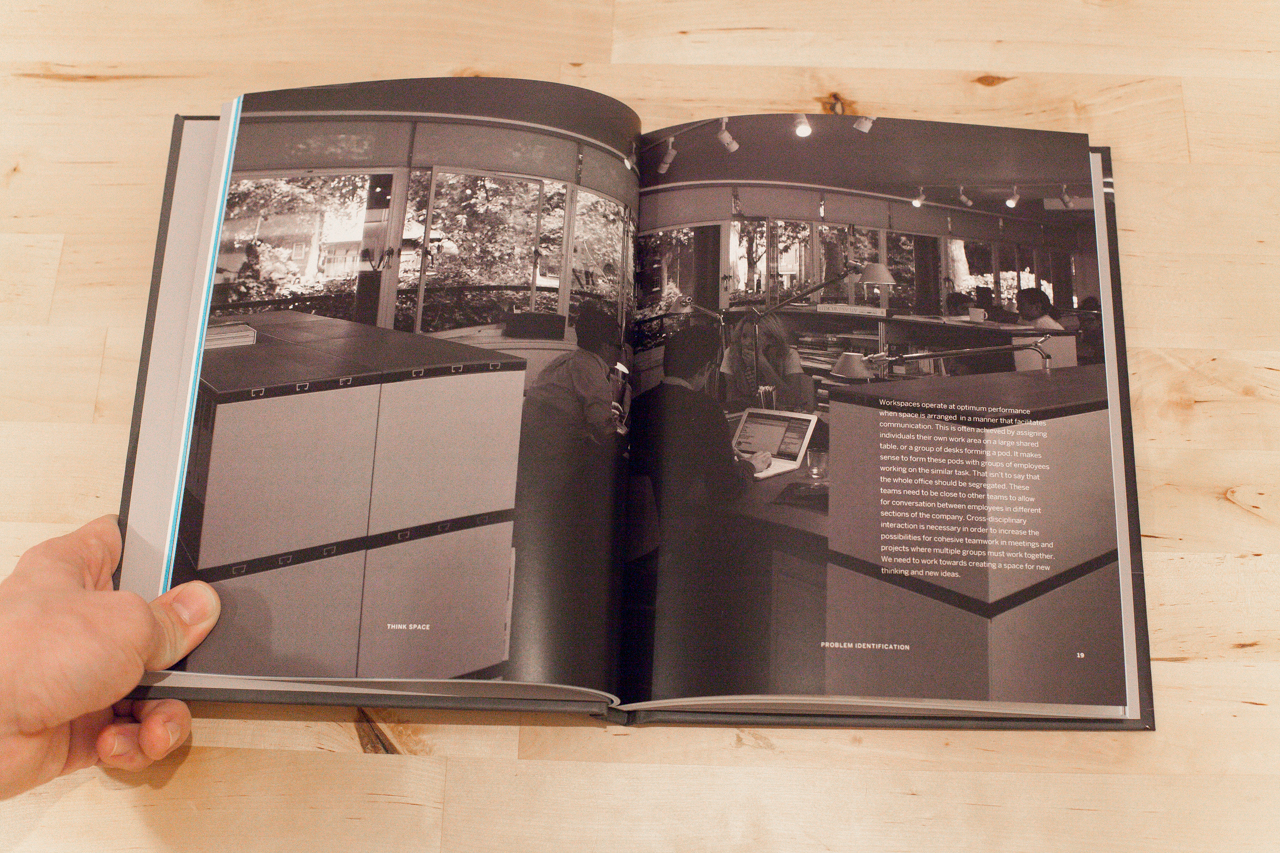 THINK SPACE
Workspaces operate at optimum performance
when space is arranged in a manner that facilitates
communication. This is often achieved by assigning
individuals their own work area on a large shared
table, or a group of desks forming a pod. It makes
sense to form these pods with groups of employees
working on the similar task. That isn't to say that
the whole office should be segregated. These
teams need to be close to other teams to allow
for conversation between employees in different
sections of the company. Cross-disciplinary
interaction is necessary in order to increase the
possibilities for cohesive teamwork in meetings and
projects where multiple groups must work together.
We need to work towards creating a space for new
thinking and new ideas.
PROBLEM IDENTIFICATION
19